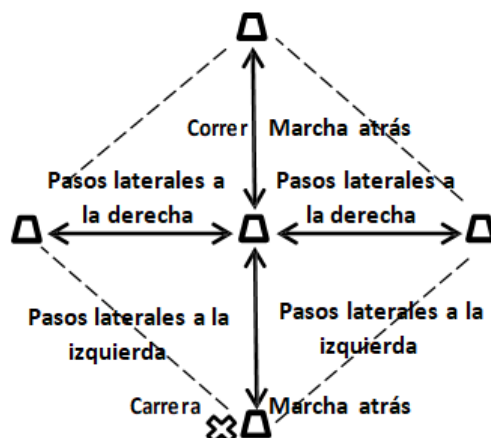 Correr Marcha atrás
Pasos laterales a
la derecha
Pasos laterales a
la derecha
Pasos laterales a la
izquierda
Pasos laterales a la
izquierda
Carrera Marcha atrás